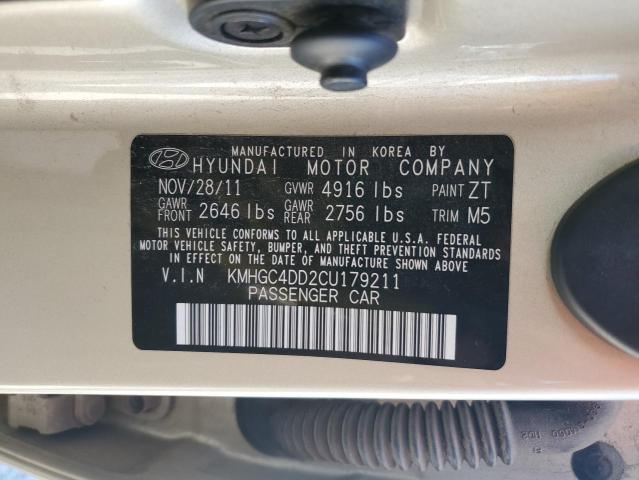 MANUFACTURED IN KOREA BY
HYUNDAI MOTOR COMPANY
NOV/28/11 GVWR 4916 lbs PAINT ZT
GAWR FRONT 2646 lbs GAWR REAR 2756 lbs TRIM M5
THIS VEHICLE CONFORMS TO ALL APPLICABLE U.S.A. FEDERAL
MOTOR VEHICLE SAFETY, BUMPER, AND THEFT PREVENTION STANDARDS
IN EFFECT ON THE DATE OF MANUFACTURE SHOWN ABOVE
V.I.N KMHGC4DD2CU179211
PASSENGER CAR